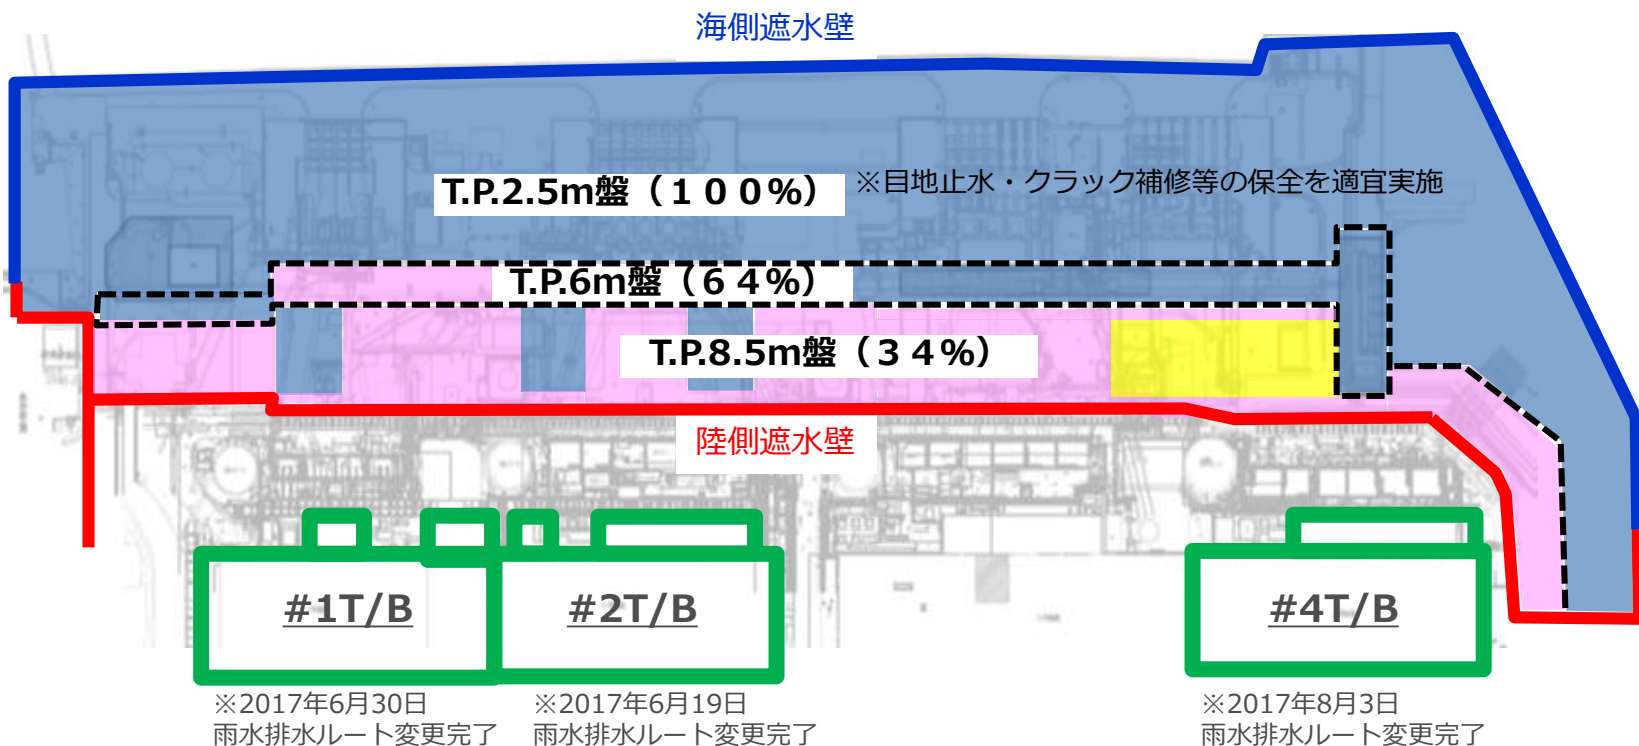 海側遮水壁
T.P.2.5m盤（１００%）
※目地止水・クラック補修等の保全を適宜実施
T.P.6m盤（６４%）
T.P.8.5m盤（３４%）
陸側遮水壁
#1T/B
#2T/B
#4T/B
※2017年6月30日
雨水排水ルート変更完了
※2017年6月19日
雨水排水ルート変更完了
※2017年8月3日
雨水排水ルート変更完了